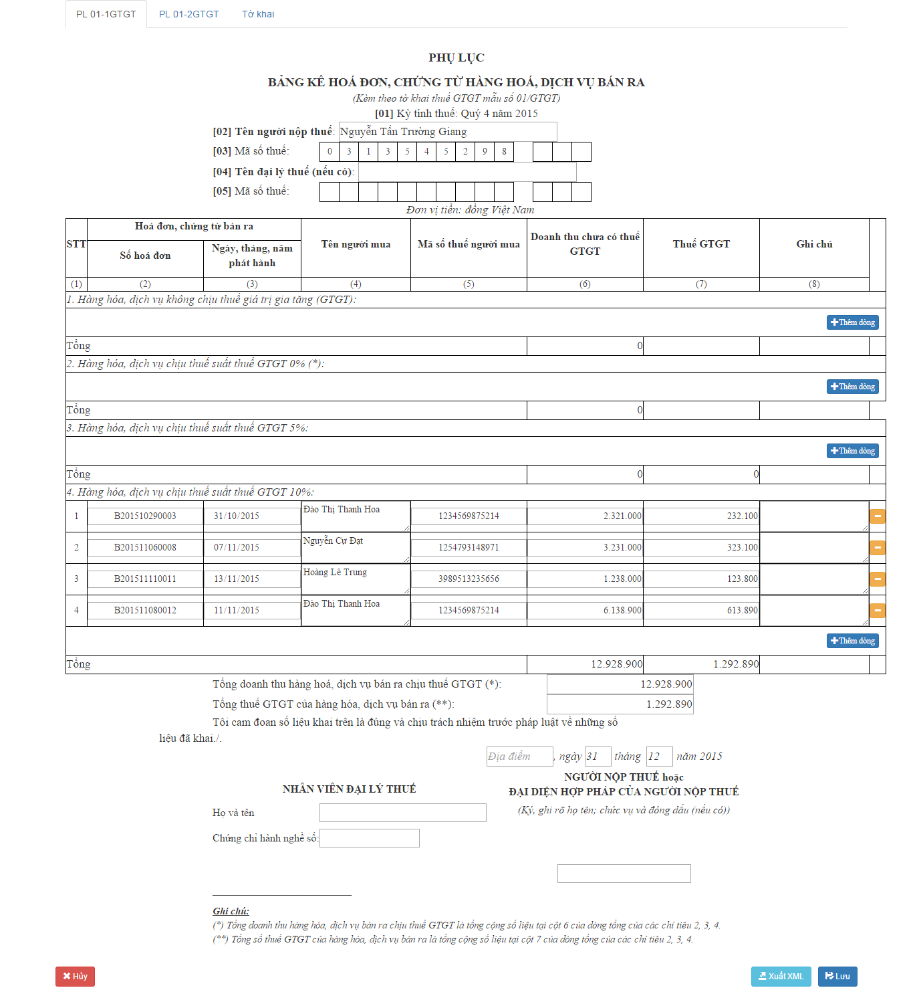 PL 01-1GTGT PL 01-2GTGT Tờ khai
PHỤ LỤC
BẢNG KÊ HOÁ ĐƠN, CHỨNG TỪ HÀNG HOÁ, DỊCH VỤ BÁN RA
(Kèm theo tờ khai thuế GTGT mẫu số 01/GTGT)
[01] Kỳ tính thuế: Quý 4 năm 2015
[02] Tên người nộp thuế: Nguyễn Tấn Trường Giang
[03] Mã số thuế: 0 3 1 3 5 4 5 2 9 8
[04] Tên đại lý thuế (nếu có):
[05] Mã số thuế:
Đơn vị tiền: đồng Việt Nam
STT Hoá đơn, chứng từ bán ra Tên người mua Mã số thuế người mua Doanh thu chưa có thuế GTGT Thuế GTGT Ghi chú
Số hoá đơn Ngày, tháng, năm phát hành
(1) (2) (3) (4) (5) (6) (7) (8)
1. Hàng hóa, dịch vụ không chịu thuế giá trị gia tăng (GTGT):
Thêm dòng
Tổng 0
2. Hàng hóa, dịch vụ chịu thuế suất thuế GTGT 0% (*):
Thêm dòng
Tổng 0
3. Hàng hóa, dịch vụ chịu thuế suất thuế GTGT 5%:
Thêm dòng
Tổng 0 0
4. Hàng hóa, dịch vụ chịu thuế suất thuế GTGT 10%:
1 B201510290003 31/10/2015 Đào Thị Thanh Hoa 1234569875214 2.321.000 232.100
2 B201511060008 07/11/2015 Nguyễn Cự Đạt 1254793148971 3.231.000 323.100
3 B201511110011 13/11/2015 Hoàng Lê Trung 3989513235656 1.238.000 123.800
4 B201511080012 11/11/2015 Đào Thị Thanh Hoa 1234569875214 6.138.900 613.890
Thêm dòng
Tổng 12.928.900 1.292.890
Tổng doanh thu hàng hoá, dịch vụ bán ra chịu thuế GTGT (*): 12.928.900
Tổng thuế GTGT của hàng hóa, dịch vụ bán ra (**): 1.292.890
Tôi cam đoan số liệu khai trên là đúng và chịu trách nhiệm trước pháp luật về những số
liệu đã khai./.
Địa điểm, ngày 31 tháng 12 năm 2015
NHÂN VIÊN ĐẠI LÝ THUẾ
NGƯỜI NỘP THUẾ hoặc
ĐẠI DIỆN HỢP PHÁP CỦA NGƯỜI NỘP THUẾ
Họ và tên
(Ký, ghi rõ họ tên; chức vụ và đóng dấu (nếu có))
Chứng chỉ hành nghề số:
Ghi chú:
(*) Tổng doanh thu hàng hóa, dịch vụ bán ra chịu thuế GTGT là tổng cộng số liệu tại cột 6 của dòng tổng của các chỉ tiêu 2, 3, 4.
(**) Tổng số thuế GTGT của hàng hóa, dịch vụ bán ra là tổng cộng số liệu tại cột 7 của dòng tổng của các chỉ tiêu 2, 3, 4.
Hủy Xuất XML Lưu